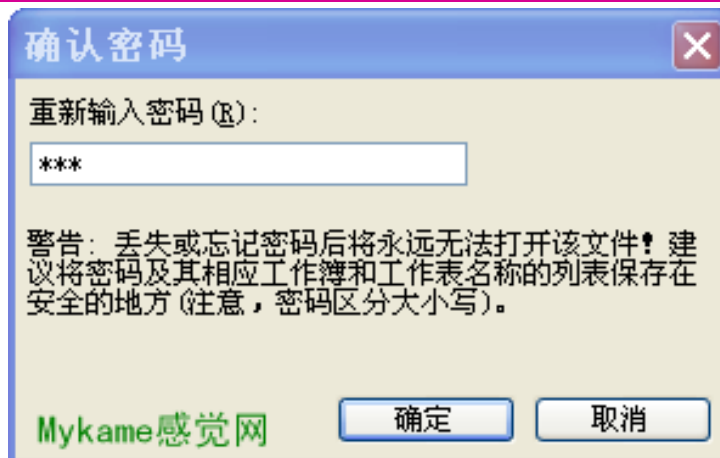 确认密码
重新输入密码(R):
***
警告: 丢失或忘记密码后将永远无法打开该文件! 建
议将密码及其相应工作簿和工作表名称的列表保存在
安全的地方(注意,密码区分大小写)。
Mykame感觉网
确定
取消